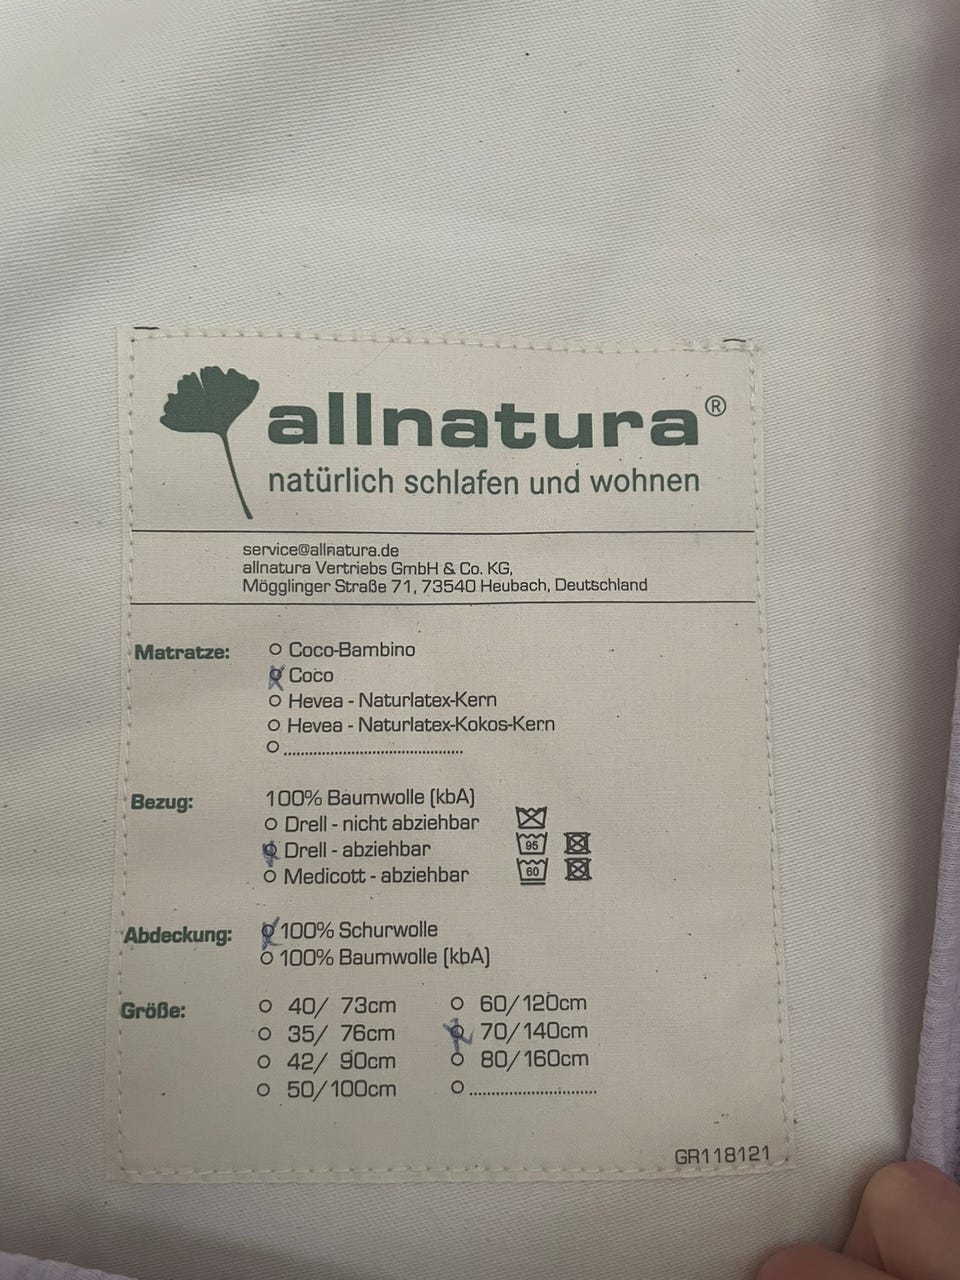 allnatura®
natürlich schlafen und wohnen
service@allnatura.de
allnatura Vertriebs GmbH & Co. KG,
Mögglinger Straße 71, 73540 Heubach, Deutschland
Matratze: Coco-Bambino
Coco
Hevea - Naturlatex-Kern
Hevea - Naturlatex-Kokos-Kern
Bezug: 100% Baumwolle (kbA)
Drell - nicht abziehbar
Drell - abziehbar 95
Medicott - abziehbar 60
Abdeckung: 100% Schurwolle
100% Baumwolle (kbA)
Größe: 40/ 73cm 60/120cm
35/ 76cm 70/140cm
42/ 90cm 80/160cm
50/100cm
GR118121